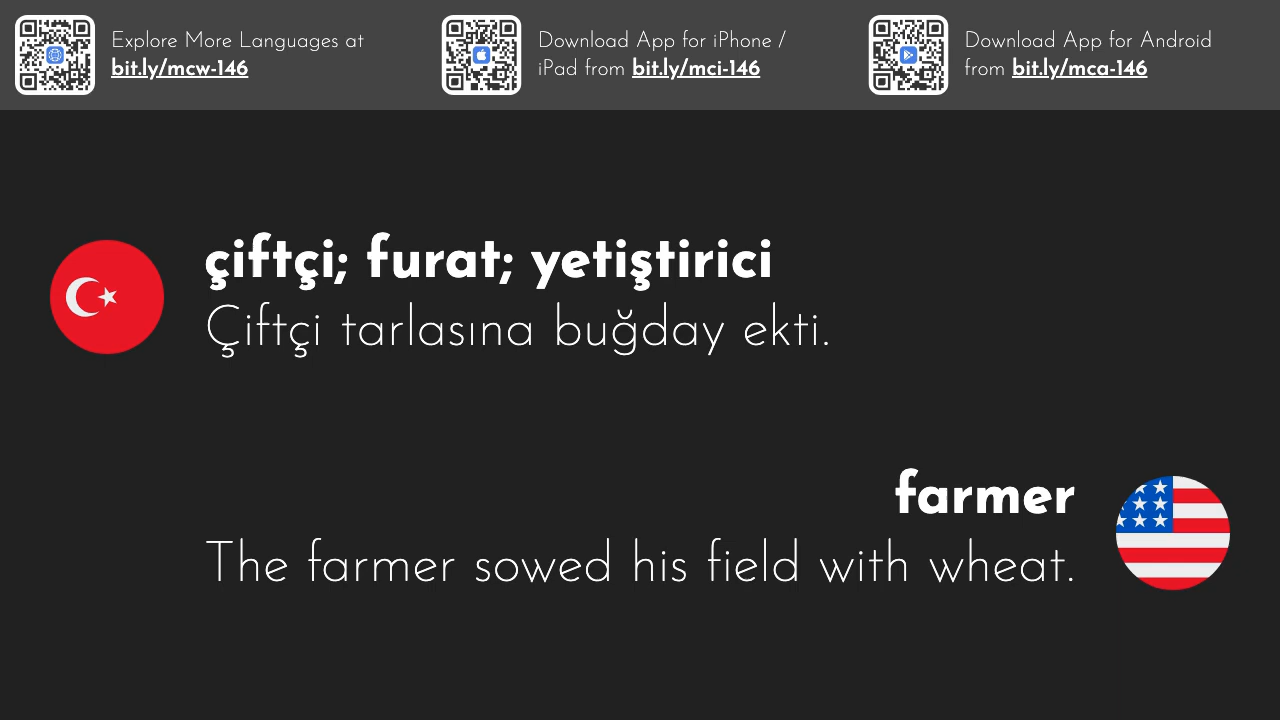 Explore More Languages at
bit.ly/mcw-146
Download App for iPhone /
iPad from bit.ly/mci-146
Download App for Android
from bit.ly/mca-146
çiftçi; furat; yetiştirici
Çiftçi tarlasına buğday ekti.
farmer
The farmer sowed his field with wheat.